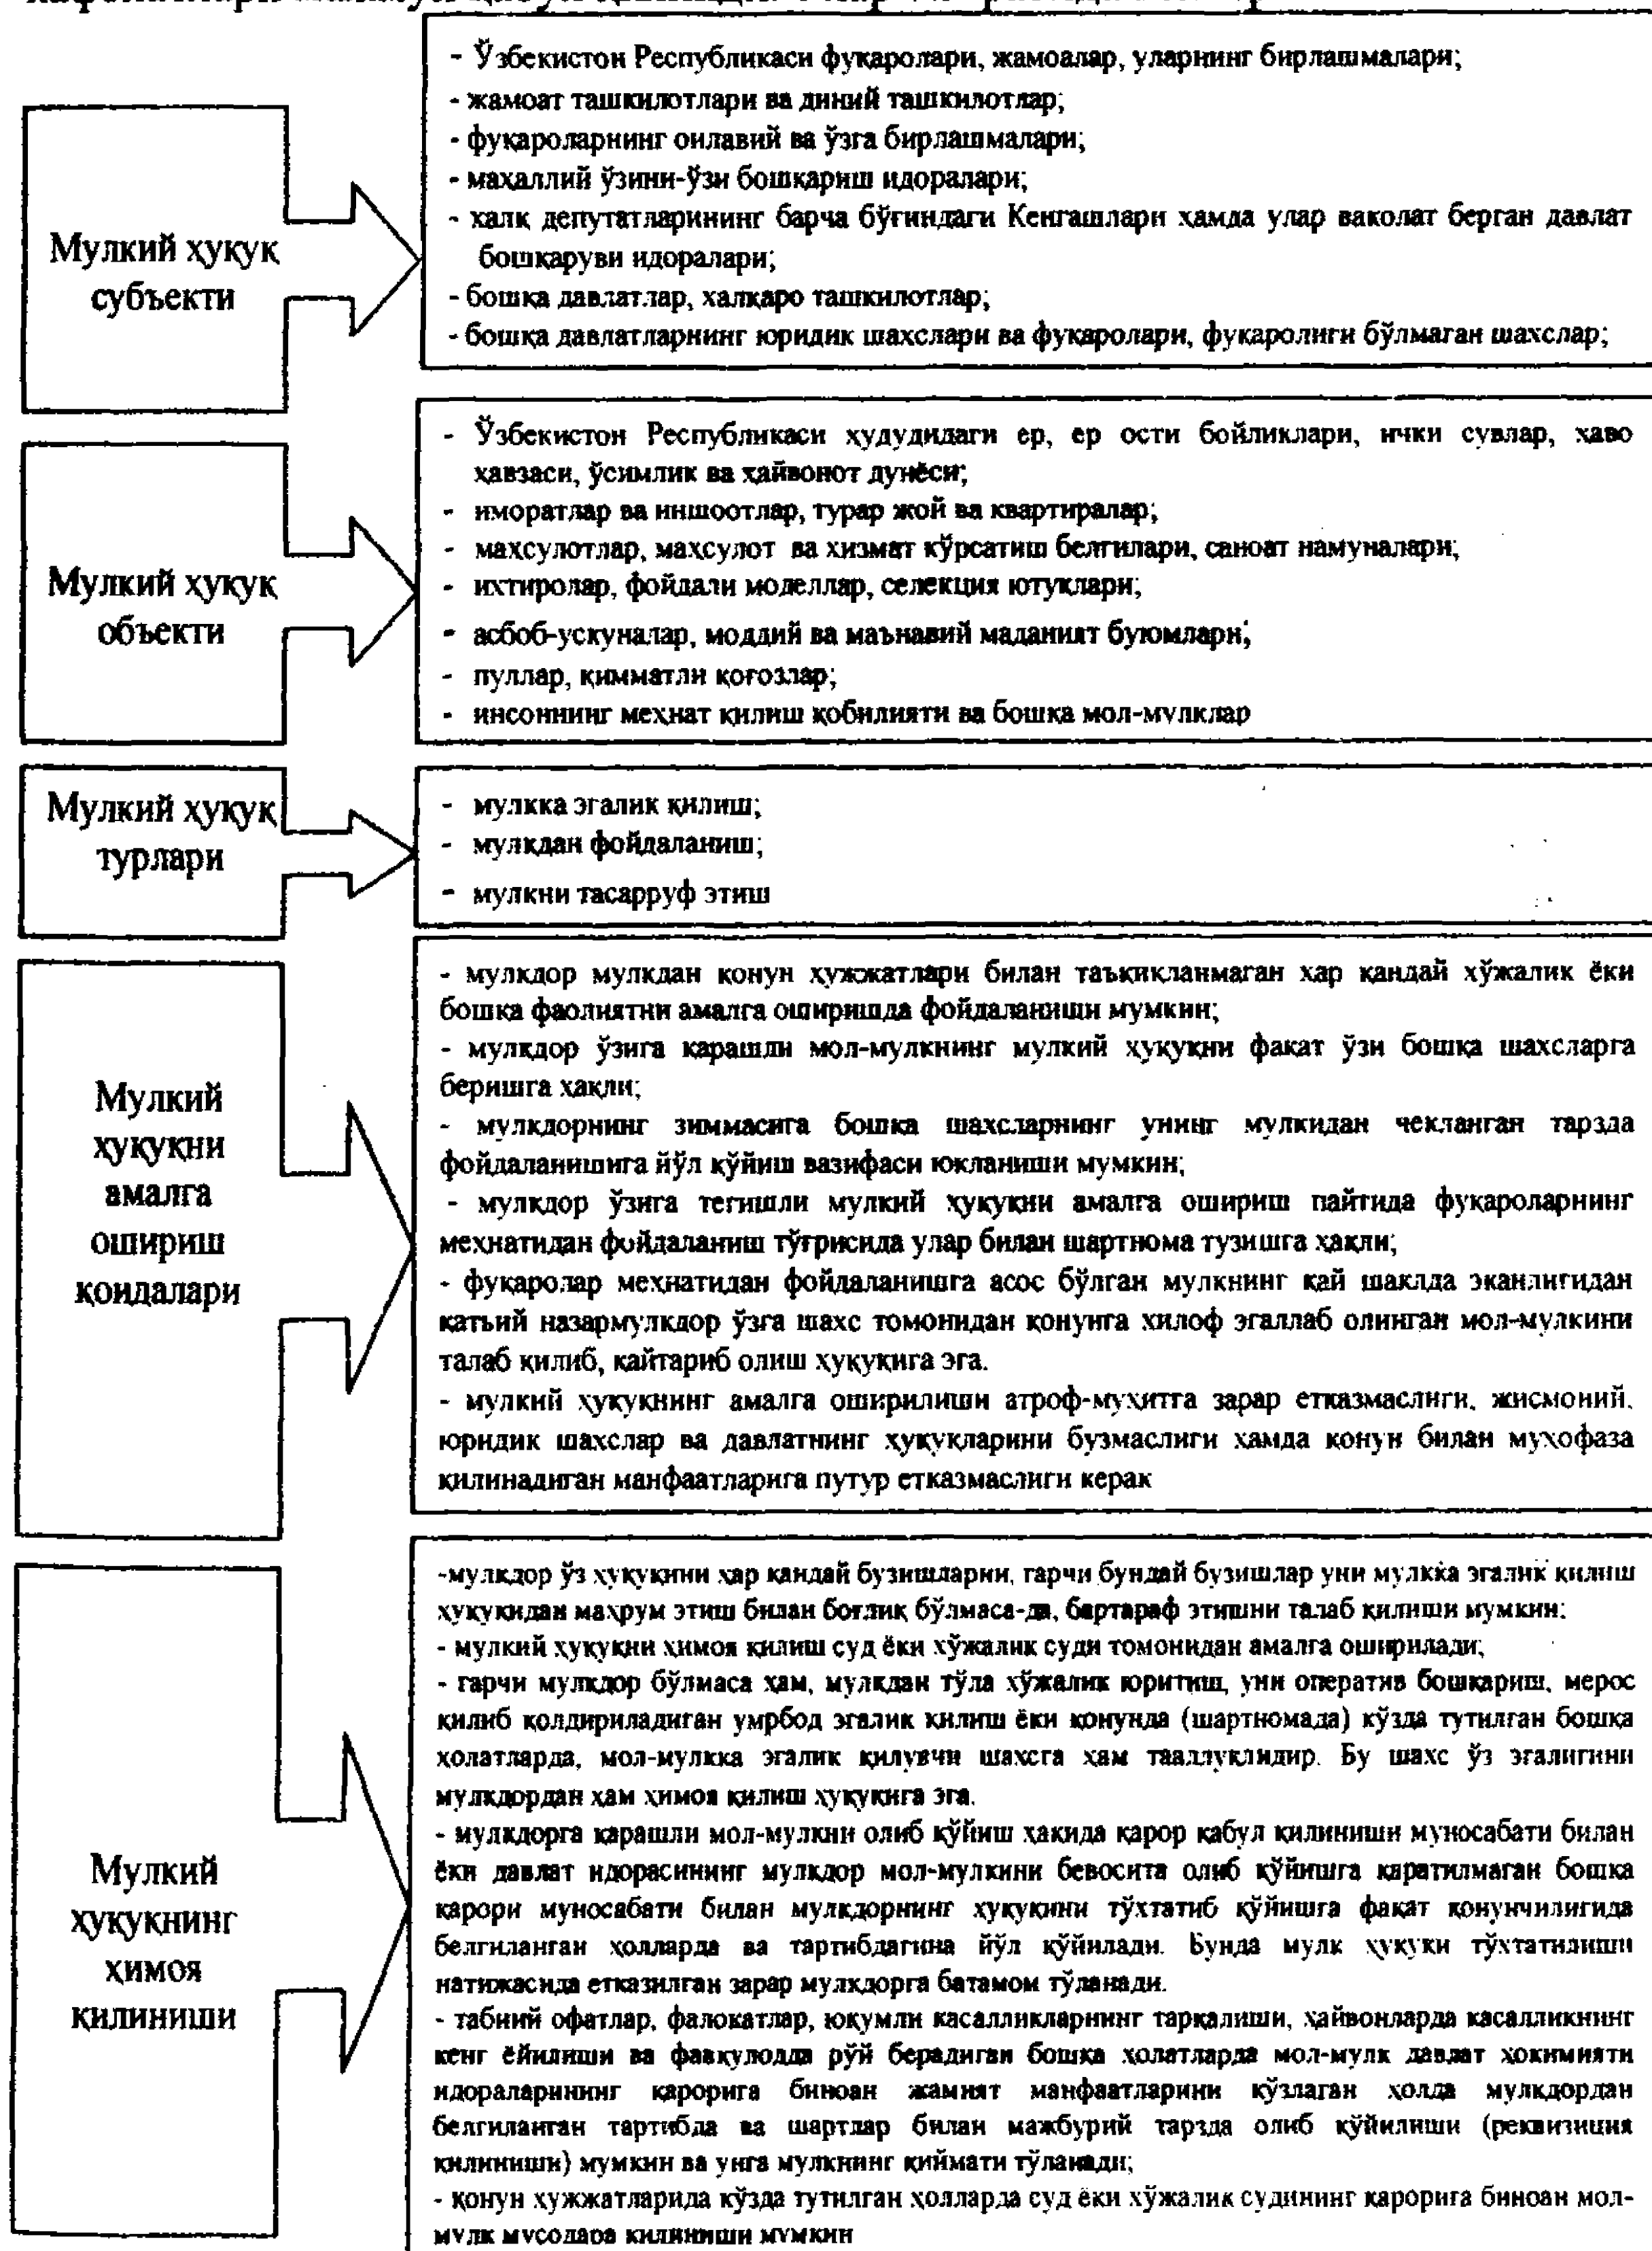 Мулкий ҳуқуқ
субъекти
- Ўзбекистон Республикаси фуқаролари, жамоалар, уларнинг бирлашмалари;
- жамоат ташкилотлари ва диний ташкилотлар;
- фуқароларнинг оилавий ва ўзга бирлашмалари;
- маҳаллий ўзини-ўзи бошқариш идоралари;
- халқ депутатларининг барча бўғиндаги Кенгашлари ҳамда улар ваколат берган давлат
бошқаруви идоралари;
- бошқа давлатлар, халқаро ташкилотлар;
- бошқа давлатларнинг юридик шахслари ва фуқаролари, фуқаролиги бўлмаган шахслар;
Мулкий ҳуқуқ
объекти
- Ўзбекистон Республикаси ҳудудидаги ер, ер ости бойликлари, ички сувлар, ҳаво
ҳавзаси, ўсимлик ва ҳайвонот дунёси;
- иморатлар ва иншоотлар, турар жой ва квартиралар;
- маҳсулотлар, маҳсулот ва хизмат кўрсатиш белгилари, саноат намуналари;
- ихтиролар, фойдали моделлар, селекция ютуқлари;
- асбоб-ускуналар, моддий ва маънавий маданият буюмлари;
- пуллар, қимматли қоғозлар;
- инсоннинг меҳнат қилиш қобилияти ва бошқа мол-мулклар
Мулкий ҳуқуқ
турлари
- мулкка эгалик қилиш;
- мулкдан фойдаланиш;
- мулкни тасарруф этиш
Мулкий
ҳуқуқни
амалга
ошириш
қоидалари
- мулкдор мулкдан қонун ҳужжатлари билан таъқиқланмаган ҳар қандай хўжалик ёки
бошқа фаолиятни амалга оширишда фойдаланиши мумкин;
- мулкдор ўзига қарашли мол-мулкнинг мулкий ҳуқуқни фақат ўзи бошқа шахсларга
беришга ҳақли;
- мулкдорнинг зиммасига бошқа шахсларнинг унинг мулкидан чекланган тарзда
фойдаланишига йўл қўйиш вазифаси юкланиши мумкин;
- мулкдор ўзига тегишли мулкий ҳуқуқни амалга ошириш пайтида фуқароларнинг
меҳнатидан фойдаланиш тўғрисида улар билан шартнома тузишга ҳақли;
- фуқаролар меҳнатидан фойдаланишга асос бўлган мулкнинг қай шаклда эканлигидан
қатъий назармулкдор ўзга шахс томонидан қонунга хилоф эгаллаб олинган мол-мулкини
талаб қилиб, қайтариб олиш ҳуқуқига эга.
- мулкий ҳуқуқнинг амалга оширилиши атроф-муҳитга зарар етказмаслиги, жисмоний,
юридик шахслар ва давлатнинг ҳуқуқларини бузмаслиги ҳамда қонун билан муҳофаза
қилинадиган манфаатларига путур етказмаслиги керак
Мулкий
ҳуқуқнинг
ҳимоя
қилиниши
-мулкдор ўз ҳуқуқини ҳар қандай бузишларни, гарчи бундай бузишлар уни мулкка эгалик қилиш
ҳуқуқидан маҳрум этиш билан боғлиқ бўлмаса-да, бартараф этишни талаб қилиши мумкин;
- мулкий ҳуқуқни ҳимоя қилиш суд ёки хўжалик суди томонидан амалга оширилади;
- гарчи мулкдор бўлмаса ҳам, мулкдан тўла хўжалик юритиш, уни оператив бошқариш, мерос
қилиб қолдириладиган умрбод эгалик қилиш ёки қонунда (шартномада) кўзда тутилган бошқа
ҳолатларда, мол-мулкка эгалик қилувчи шахсга ҳам тааллуқлидир. Бу шахс ўз эгалигини
мулкдордан ҳам ҳимоя қилиш ҳуқуқига эга.
- мулкдорга қарашли мол-мулкни олиб қўйиш ҳақида қарор қабул қилиниши муносабати билан
ёки давлат идорасининг мулкдор мол-мулкини бевосита олиб қўйишга қаратилмаган бошқа
қарори муносабати билан мулкдорнинг ҳуқуқини тўхтатиб қўйишга фақат қонунчилигида
белгиланган ҳолларда ва тартибдагина йўл қўйилади. Бунда мулк ҳуқуқи тўхтатилиши
натижасида етказилган зарар мулкдорга батамом тўланади.
- табиий офатлар, фалокатлар, юқумли касалликларнинг тарқалиши, ҳайвонларда касалликнинг
кенг ёйилиши ва фавқулодда рўй берадиган бошқа ҳолатларда мол-мулк давлат ҳокимияти
идораларининг қарорига биноан жамият манфаатларини кўзлаган ҳолда мулкдордан
белгиланган тартибда ва шартлар билан мажбурий тарзда олиб қўйилиши (реквизиция
қилиниши) мумкин ва унга мулкнинг қиймати тўланади;
- қонун ҳужжатларида кўзда тутилган ҳолларда суд ёки хўжалик судининг қарорига биноан мол-
мулк мусодара қилиниши мумкин